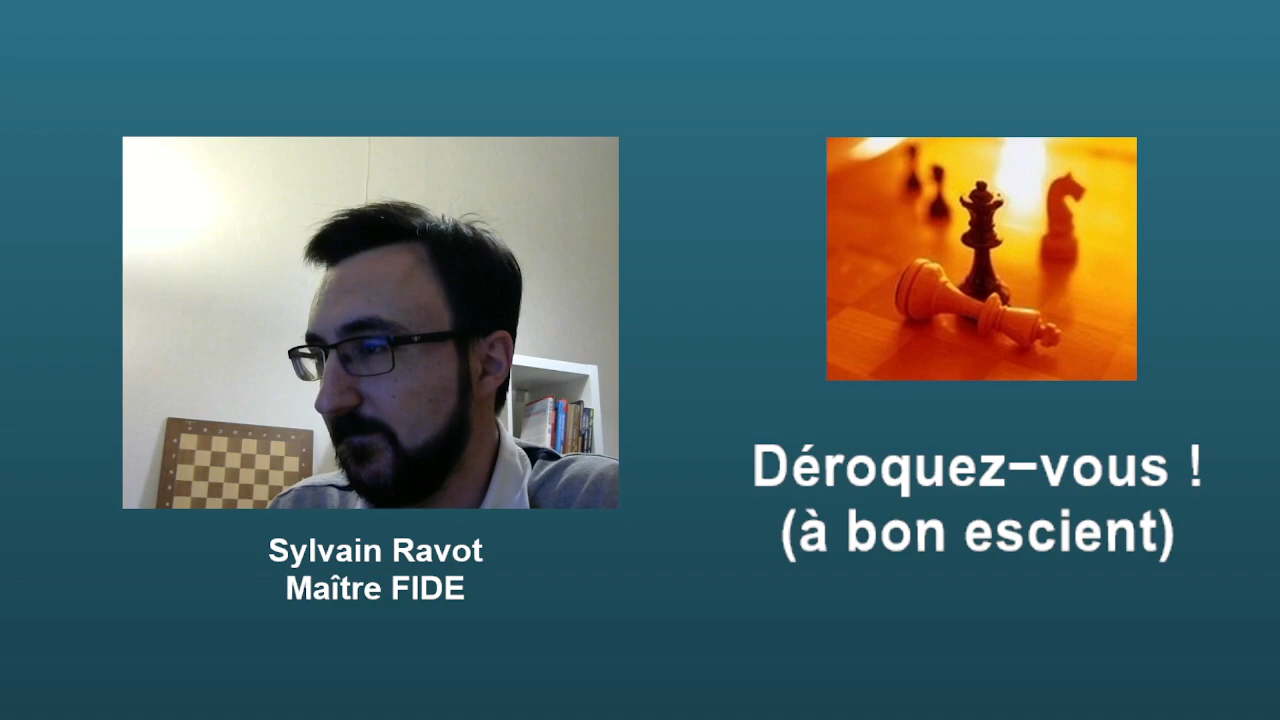 Sylvain Ravot
Maître FIDE
Déroquez-vous !
(à bon escient)